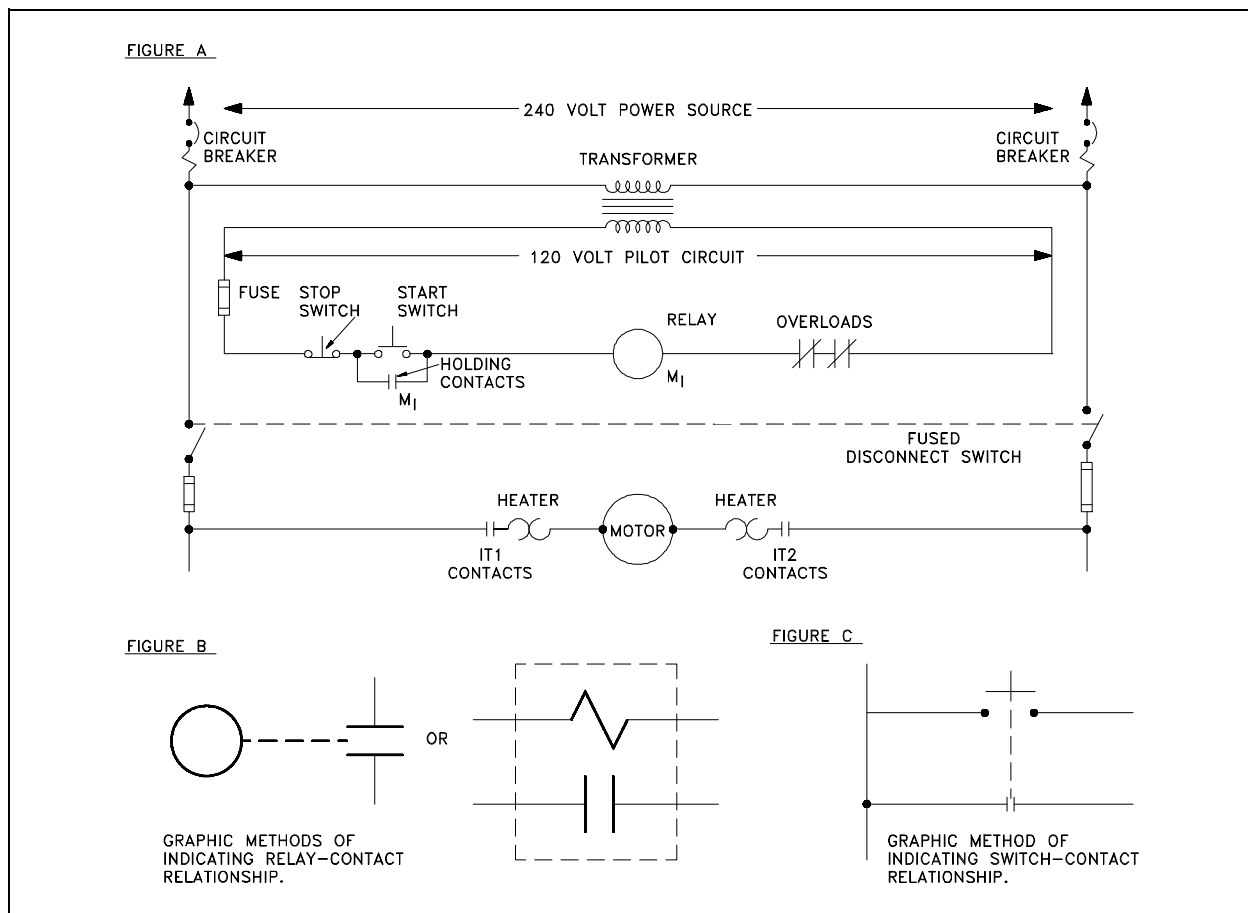 FIGURE A
240 VOLT POWER SOURCE
CIRCUIT
BREAKER
CIRCUIT
BREAKER
TRANSFORMER
120 VOLT PILOT CIRCUIT
FUSE
STOP
SWITCH
START
SWITCH
RELAY
OVERLOADS
HOLDING
CONTACTS
M1
M1
FUSED
DISCONNECT SWITCH
HEATER
MOTOR
HEATER
IT1
CONTACTS
IT2
CONTACTS
FIGURE B
OR
GRAPHIC METHODS OF
INDICATING RELAY-CONTACT
RELATIONSHIP.
FIGURE C
GRAPHIC METHOD OF
INDICATING SWITCH-CONTACT
RELATIONSHIP.